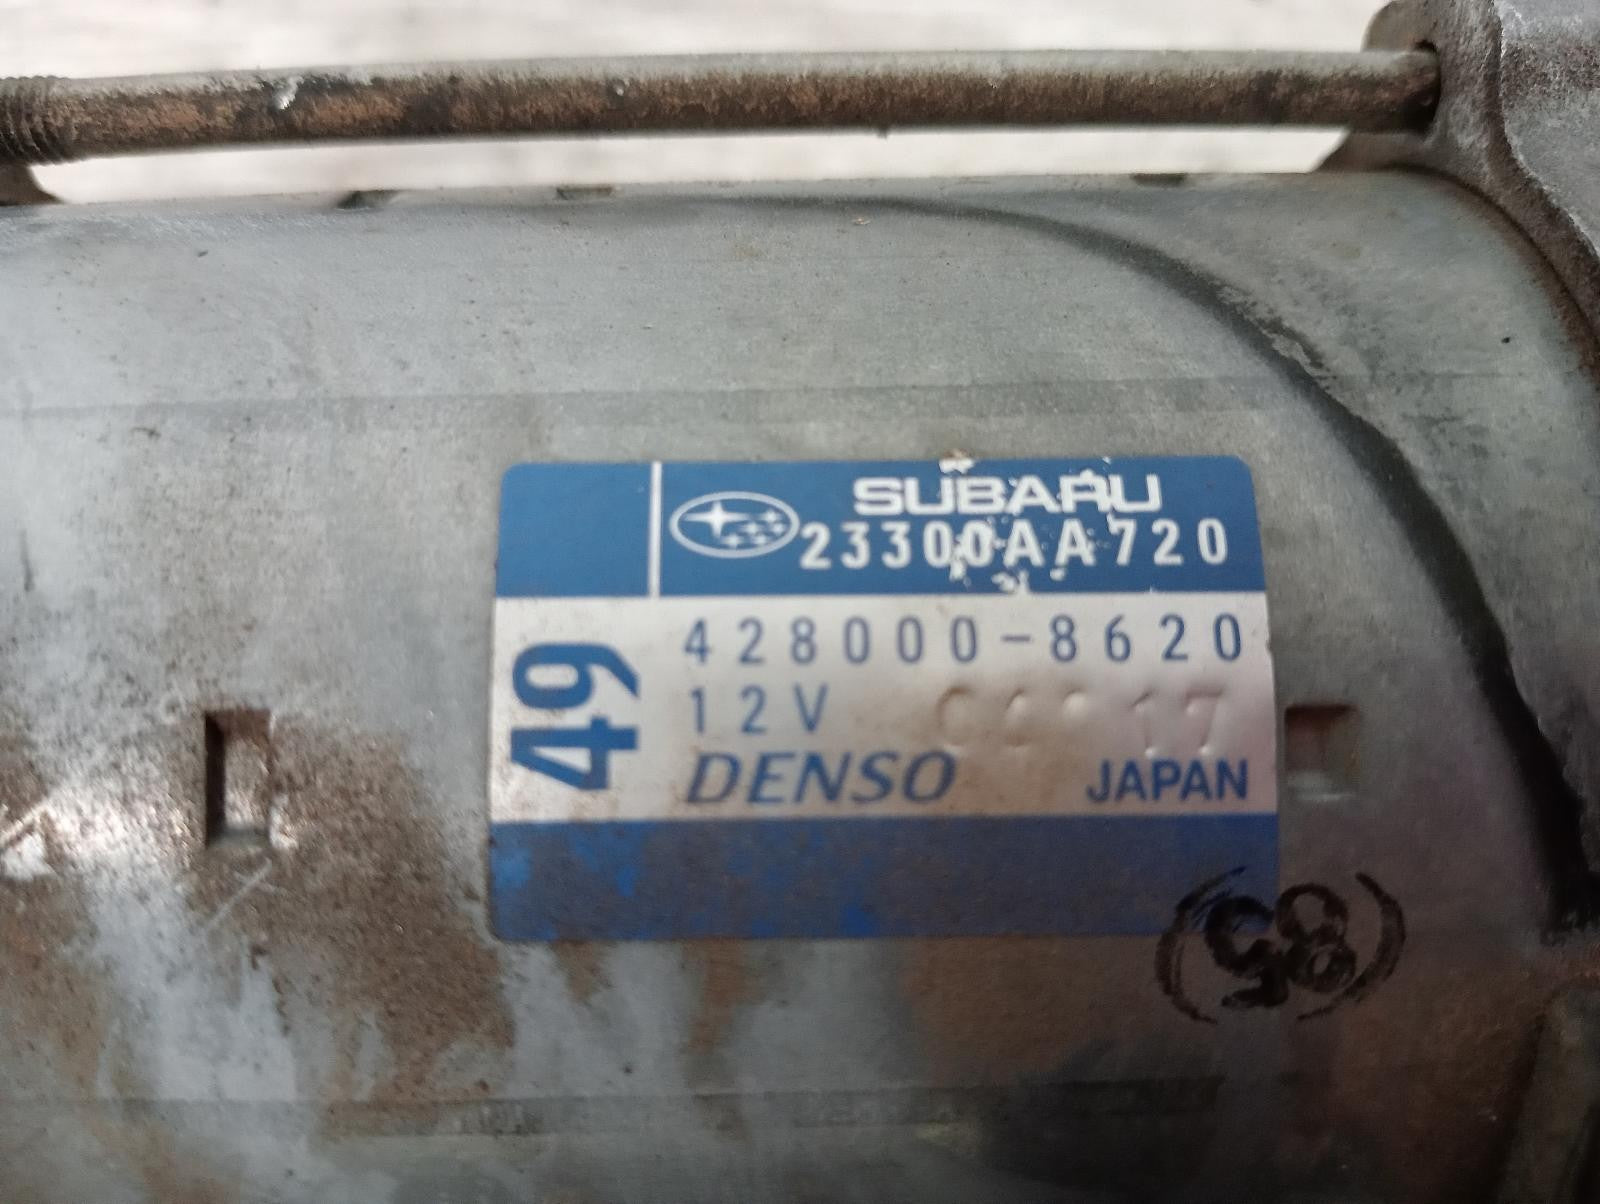 SUBARU
23300AA720
49
428000-8620
12V
DENSO JAPAN